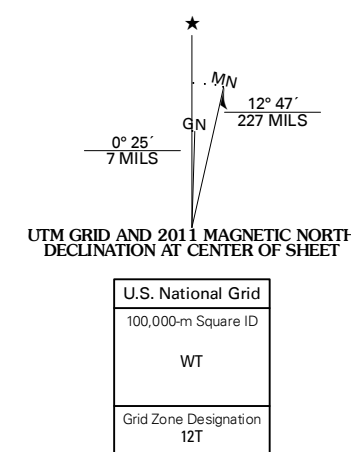 ★
MN
GN
12° 47´
227 MILS
0° 25´
7 MILS
UTM GRID AND 2011 MAGNETIC NORTH
DECLINATION AT CENTER OF SHEET
U.S. National Grid
100,000-m Square ID
WT
Grid Zone Designation
12T